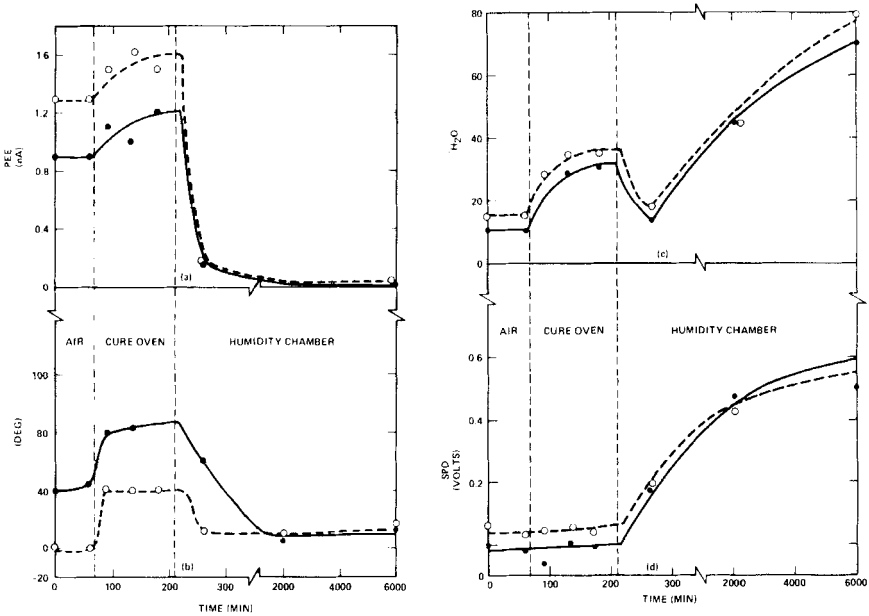 1.6
1.2
0.8
0.4
0
PEE
(nA)
(a)
AIR
CURE OVEN
HUMIDITY CHAMBER
100
80
40
0
-20
(DEG)
(b)
0 100 200 300 2000 4000 6000
TIME (MIN)
80
60
40
20
0
H₂O
(c)
AIR
CURE OVEN
HUMIDITY CHAMBER
0.6
0.4
0.2
0
SPD
(VOLTS)
(d)
0 100 200 300 2000 4000 6000
TIME (MIN)